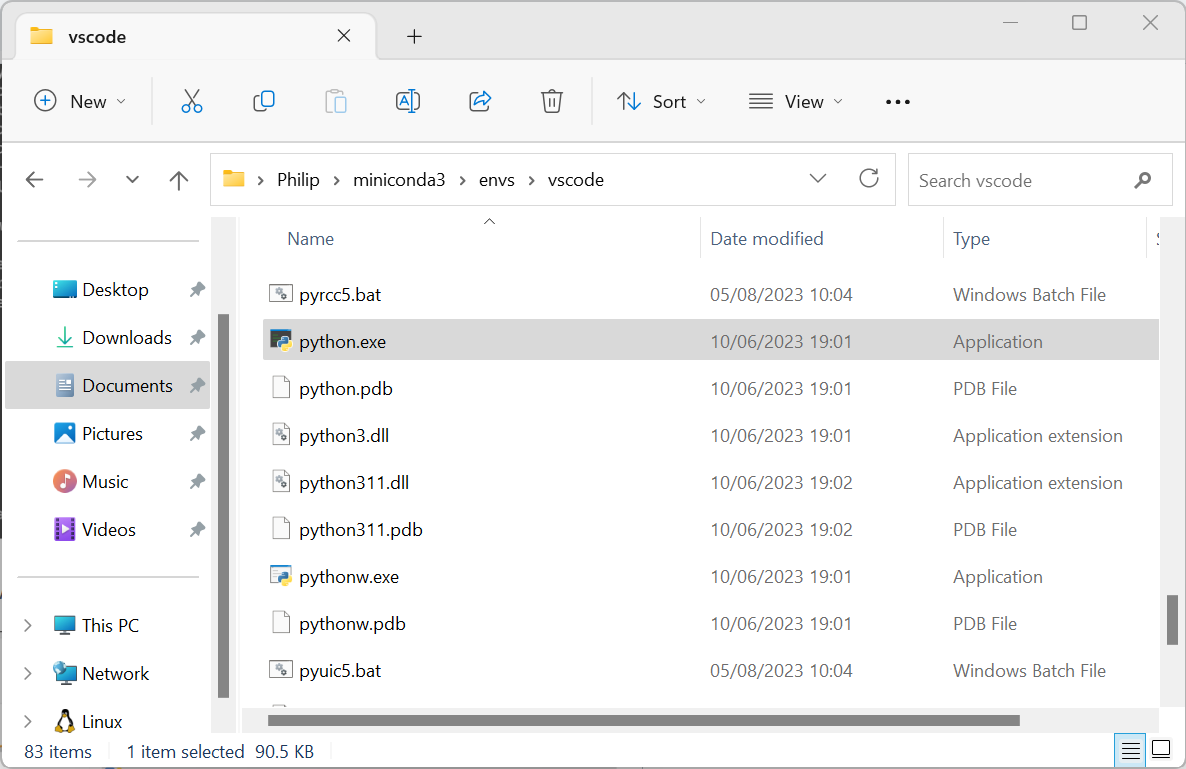 vscode
New Sort View
Philip miniconda3 envs vscode Search vscode
Name Date modified Type
Desktop
Downloads
Documents
Pictures
Music
Videos
This PC
Network
Linux
pyrcc5.bat 05/08/2023 10:04 Windows Batch File
python.exe 10/06/2023 19:01 Application
python.pdb 10/06/2023 19:01 PDB File
python3.dll 10/06/2023 19:01 Application extension
python311.dll 10/06/2023 19:02 Application extension
python311.pdb 10/06/2023 19:02 PDB File
pythonw.exe 10/06/2023 19:01 Application
pythonw.pdb 10/06/2023 19:01 PDB File
pyuic5.bat 05/08/2023 10:04 Windows Batch File
83 items 1 item selected 90.5 KB